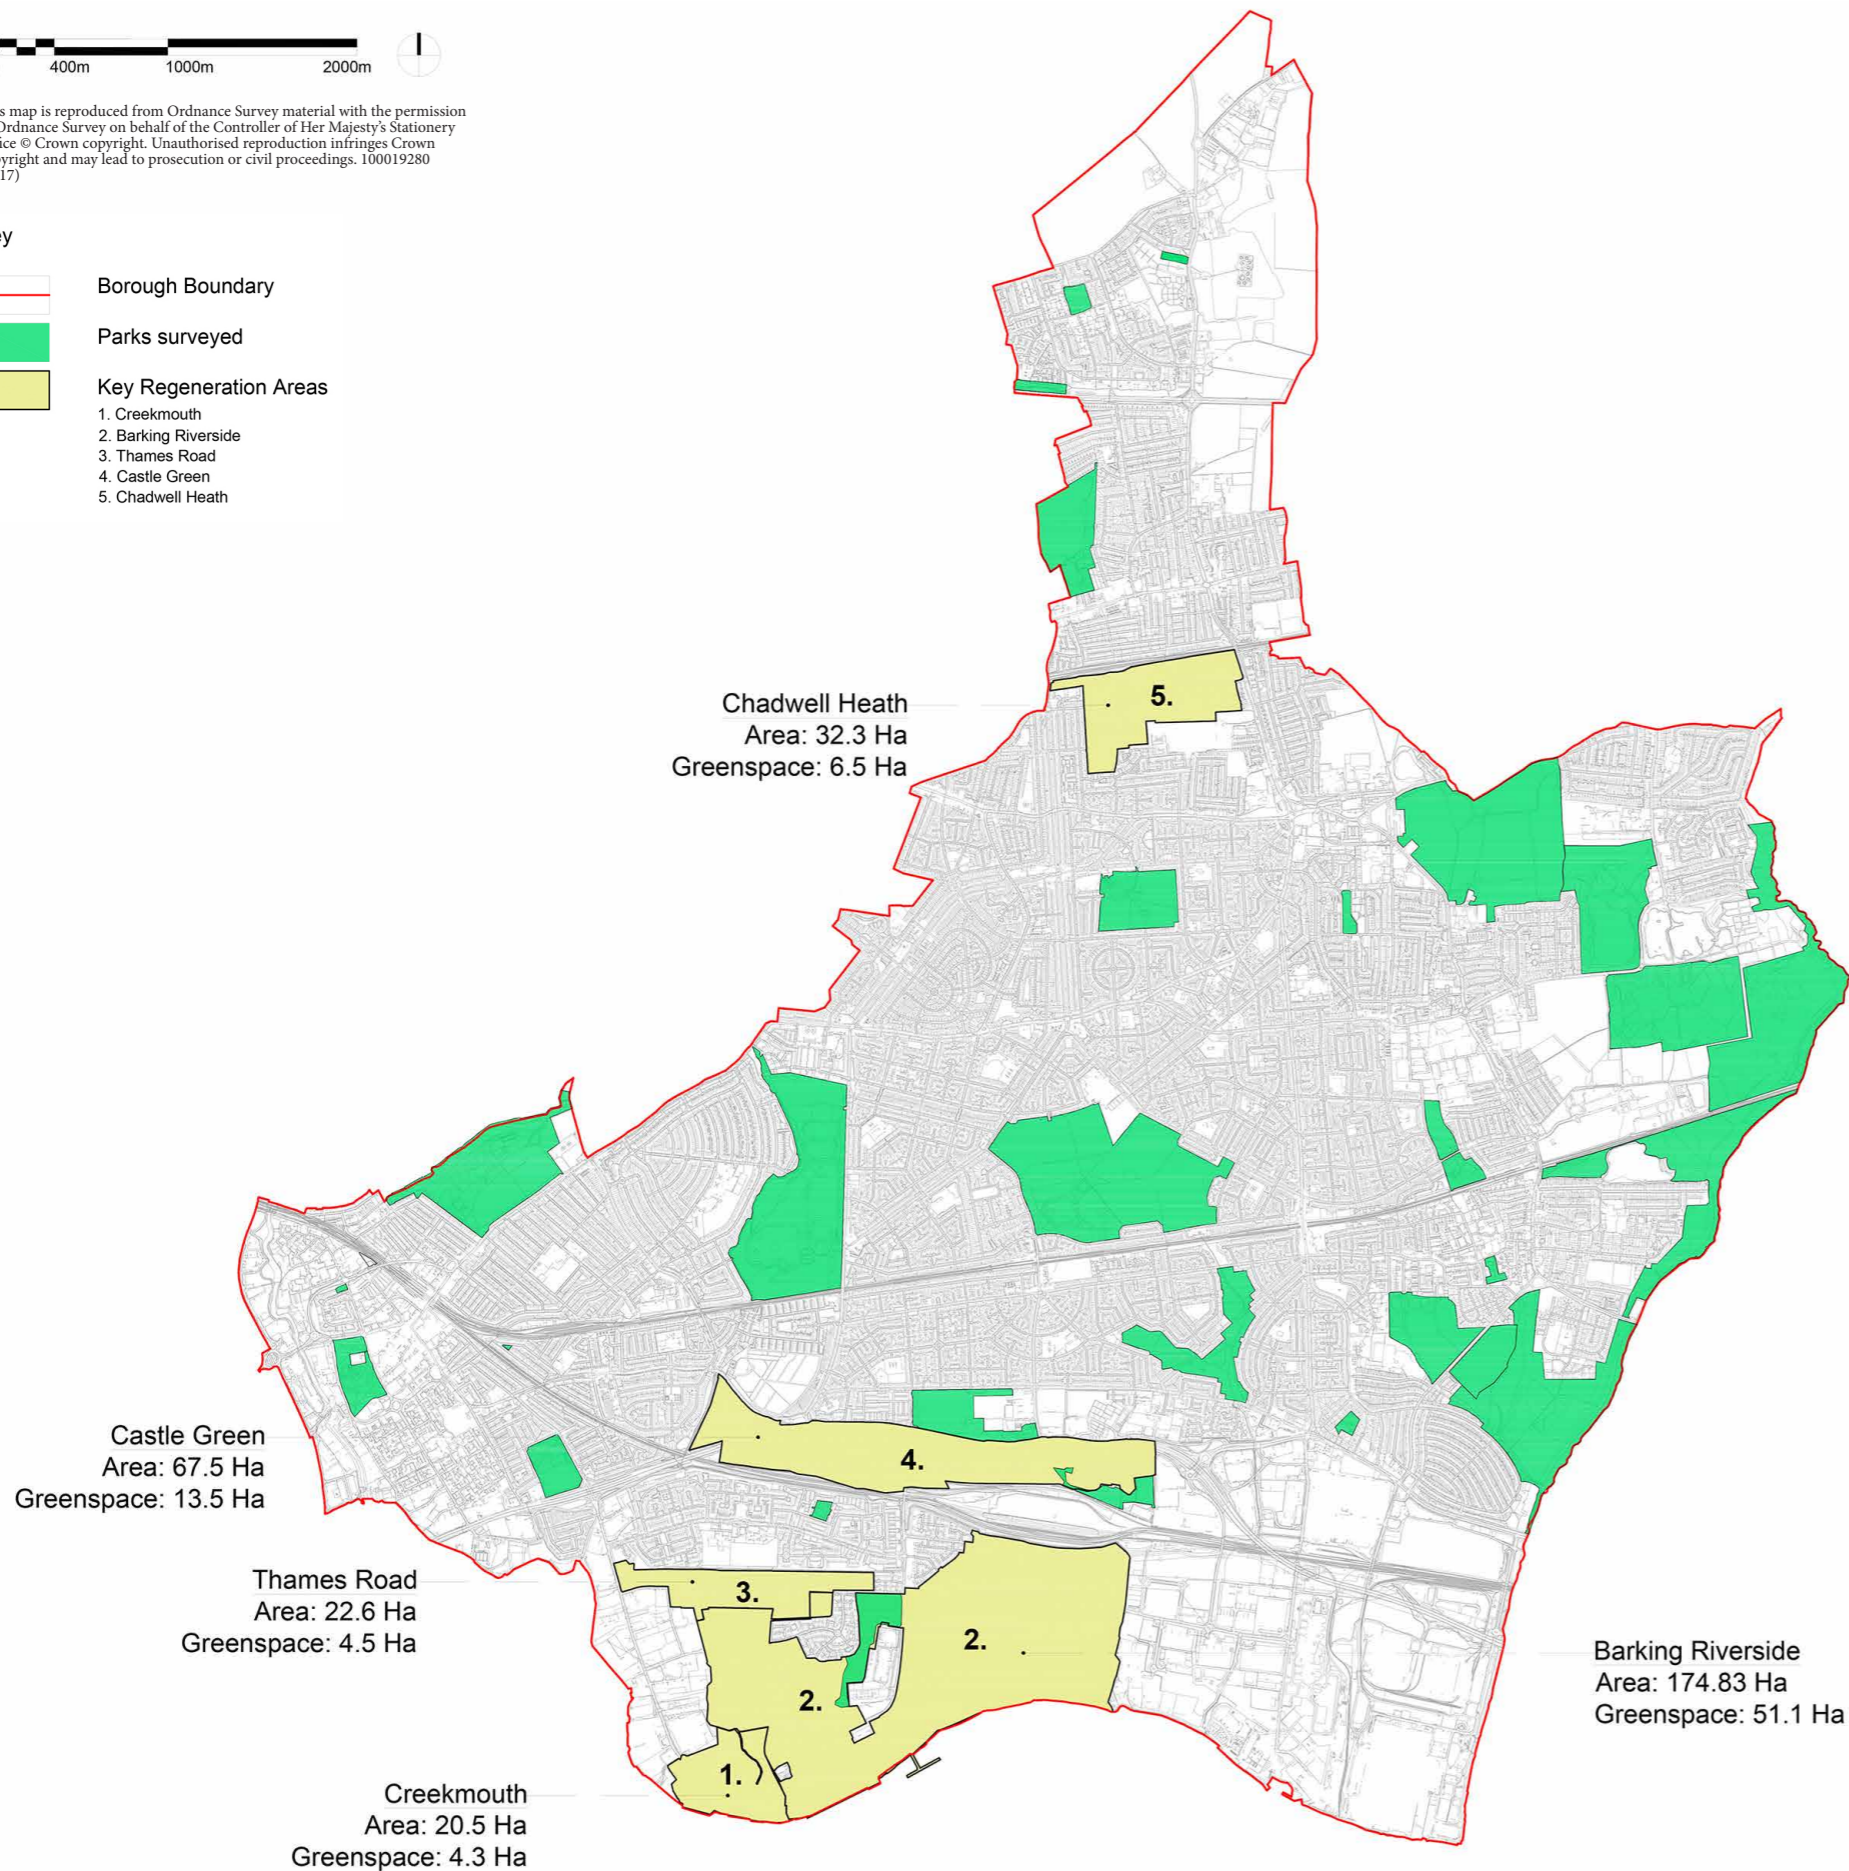 400m 1000m 2000m
s map is reproduced from Ordnance Survey material with the permission
Ordnance Survey on behalf of the Controller of Her Majesty's Stationery
ice © Crown copyright. Unauthorised reproduction infringes Crown
pyright and may lead to prosecution or civil proceedings. 100019280
17)
ey
Borough Boundary
Parks surveyed
Key Regeneration Areas
1. Creekmouth
2. Barking Riverside
3. Thames Road
4. Castle Green
5. Chadwell Heath
Chadwell Heath
Area: 32.3 Ha
Greenspace: 6.5 Ha
5.
Castle Green
Area: 67.5 Ha
Greenspace: 13.5 Ha
4.
Thames Road
Area: 22.6 Ha
Greenspace: 4.5 Ha
3.
2.
2.
Barking Riverside
Area: 174.83 Ha
Greenspace: 51.1 Ha
1.
Creekmouth
Area: 20.5 Ha
Greenspace: 4.3 Ha